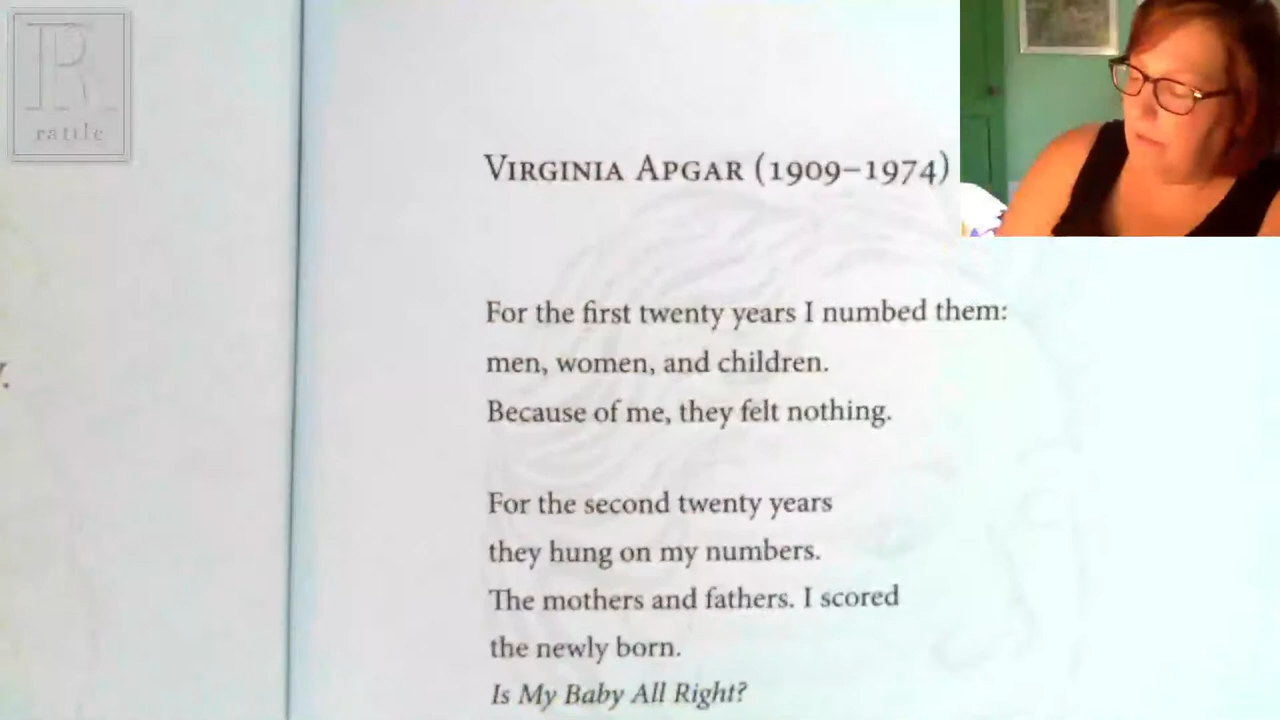 R
rattle
VIRGINIA APGAR (1909–1974)
For the first twenty years I numbed them:
men, women, and children.
Because of me, they felt nothing.
For the second twenty years
they hung on my numbers.
The mothers and fathers. I scored
the newly born.
Is My Baby All Right?